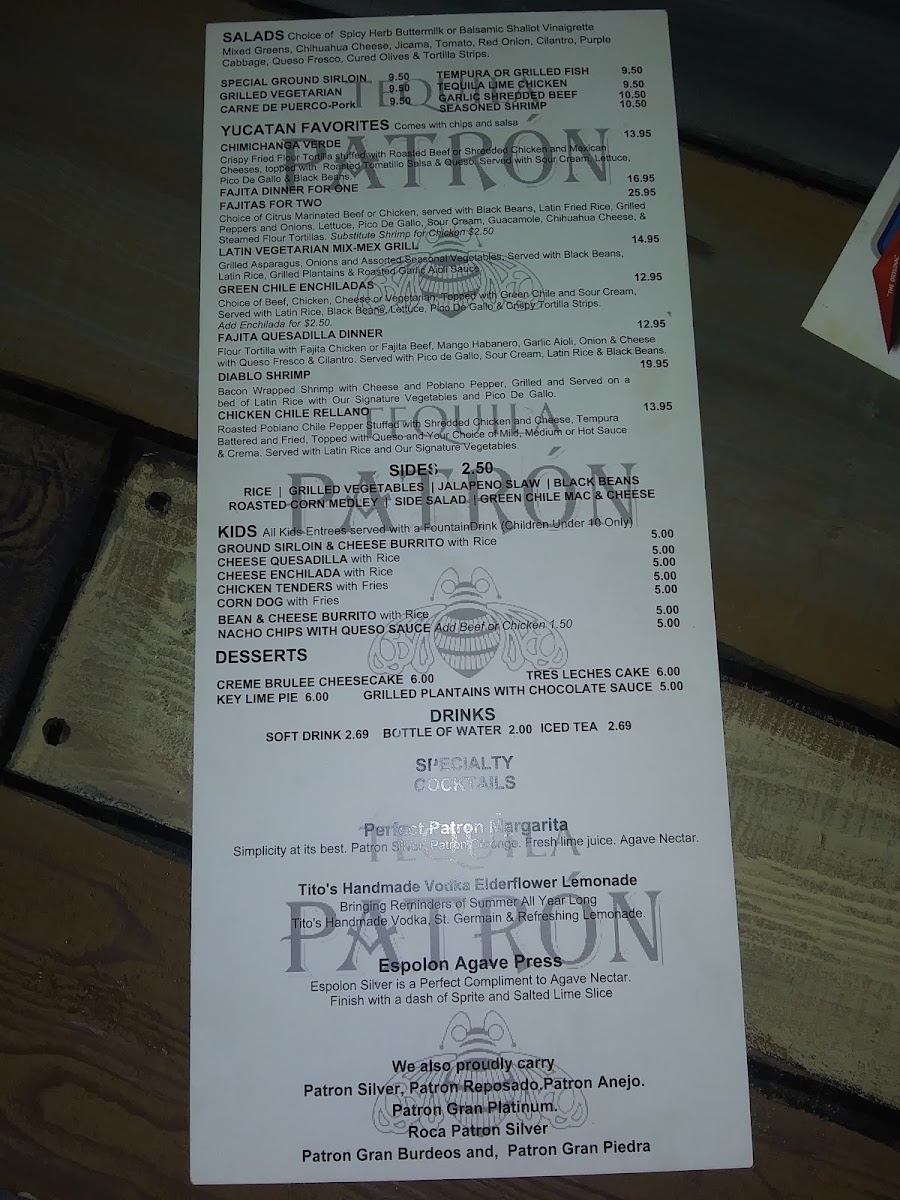 SALADS Choice of Spicy Herb Buttermilk or Balsamic Shallot Vinaigrette
Mixed Greens, Chihuahua Cheese, Jicama, Tomato, Red Onion, Cilantro, Purple
Cabbage, Queso Fresco, Cured Olives & Tortilla Strips.
SPECIAL GROUND SIRLOIN 9.50 TEMPURA OR GRILLED FISH 9.50
GRILLED VEGETARIAN 9.50 TEQUILA LIME CHICKEN 9.50
CARNE DE PUERCO-Pork 9.50 GARLIC SHREDDED BEEF 10.50
SEASONED SHRIMP 10.50
YUCATAN FAVORITES Comes with chips and salsa
CHIMICHANGA VERDE 13.95
Crispy Fried Flour Tortilla stuffed with Roasted Beef or Shredded Chicken and Mexican
Cheeses, topped with Roasted Tomatillo Salsa & Queso. Served with Sour Cream, Lettuce,
Pico De Gallo & Black Beans.
FAJITA DINNER FOR ONE 16.95
FAJITAS FOR TWO 25.95
Choice of Citrus Marinated Beef or Chicken, served with Black Beans, Latin Fried Rice, Grilled
Peppers and Onions, Lettuce, Pico De Gallo, Sour Cream, Guacamole, Chihuahua Cheese, &
Steamed Flour Tortillas. Substitute Shrimp for Chicken $2.50
LATIN VEGETARIAN MIX-MEX GRILL 14.95
Grilled Asparagus, Onions and Assorted Seasonal Vegetables, Served with Black Beans,
Latin Rice, Grilled Plantains & Roasted Garlic Aioli Sauce
GREEN CHILE ENCHILADAS 12.95
Choice of Beef, Chicken, Cheese or Vegetarian. Topped with Green Chile and Sour Cream,
Served with Latin Rice, Black Beans, Lettuce, Pico De Gallo & Crispy Tortilla Strips.
Add Enchilada for $2.50.
FAJITA QUESADILLA DINNER 12.95
Flour Tortilla with Fajita Chicken or Fajita Beef, Mango Habanero, Garlic Aioli, Onion & Cheese
with Queso Fresco & Cilantro. Served with Pico de Gallo, Sour Cream, Latin Rice & Black Beans.
DIABLO SHRIMP 19.95
Bacon Wrapped Shrimp with Cheese and Poblano Pepper, Grilled and Served on a
bed of Latin Rice with Our Signature Vegetables and Pico De Gallo.
CHICKEN CHILE RELLANO 13.95
Roasted Poblano Chile Pepper Stuffed with Shredded Chicken and Cheese, Tempura
Battered and Fried, Topped with Queso and Your Choice of Mild, Medium or Hot Sauce
& Crema. Served with Latin Rice and Our Signature Vegetables.
SIDES 2.50
RICE | GRILLED VEGETABLES | JALAPENO SLAW | BLACK BEANS
ROASTED CORN MEDLEY | SIDE SALAD | GREEN CHILE MAC & CHEESE
KIDS All Kids Entrees served with a FountainDrink (Children Under 10 Only)
GROUND SIRLOIN & CHEESE BURRITO with Rice 5.00
CHEESE QUESADILLA with Rice 5.00
CHEESE ENCHILADA with Rice 5.00
CHICKEN TENDERS with Fries 5.00
CORN DOG with Fries 5.00
BEAN & CHEESE BURRITO with Rice 5.00
NACHO CHIPS WITH QUESO SAUCE Add Beef or Chicken 1.50 5.00
DESSERTS
CREME BRULEE CHEESECAKE 6.00 TRES LECHES CAKE 6.00
KEY LIME PIE 6.00 GRILLED PLANTAINS WITH CHOCOLATE SAUCE 5.00
DRINKS
SOFT DRINK 2.69 BOTTLE OF WATER 2.00 ICED TEA 2.69
SPECIALTY
COCKTAILS
Perfect Patron Margarita
Simplicity at its best. Patron Silver, Patron Orange. Fresh lime juice. Agave Nectar.
Tito's Handmade Vodka Elderflower Lemonade
Bringing Reminders of Summer All Year Long
Tito's Handmade Vodka, St. Germain & Refreshing Lemonade.
Espolon Agave Press
Espolon Silver is a Perfect Compliment to Agave Nectar.
Finish with a dash of Sprite and Salted Lime Slice
We also proudly carry
Patron Silver, Patron Reposado,Patron Anejo.
Patron Gran Platinum.
Roca Patron Silver
Patron Gran Burdeos and, Patron Gran Piedra
TEQUILA
PATRÓN
TEQUILA
PATRÓN
TEQUILA
PATRÓN
"THE ORIGINAL"